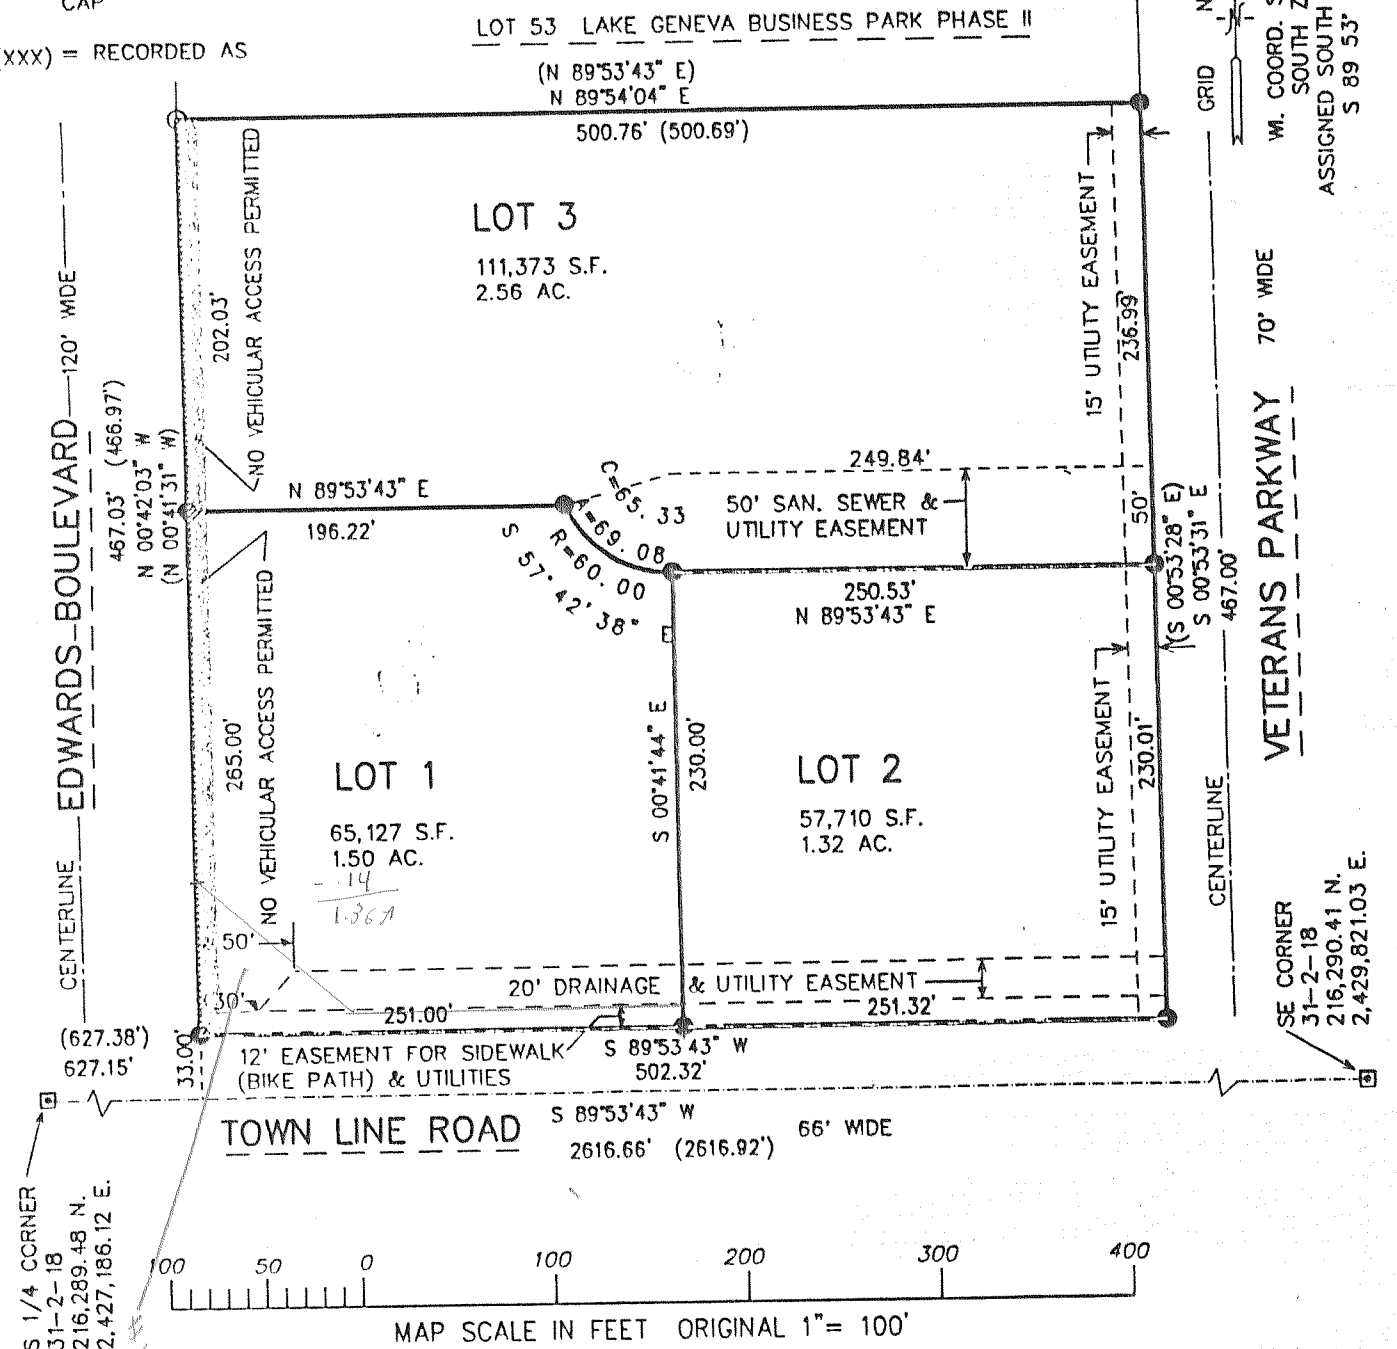 CAP
(XXX) = RECORDED AS
LOT 53 LAKE GENEVA BUSINESS PARK PHASE II
(N 89°53'43" E)
N 89°54'04" E
500.76' (500.69')
GRID
N
WI. COORD. S
SOUTH Z
ASSIGNED SOUTH
S 89 53"
LOT 3
111,373 S.F.
2.56 AC.
NO VEHICULAR ACCESS PERMITTED
202.03'
15' UTILITY EASEMENT
236.99'
EDWARDS BOULEVARD 120' WIDE
467.03' (466.97')
N 00°42'03" W
(N 00°41'31" W)
VETERANS PARKWAY 70' WIDE
N 89°53'43" E
196.22'
C=65.33
A=69.08
R=60.00
S 57°42'38" E
249.84'
50' SAN. SEWER &
UTILITY EASEMENT
50'
250.53'
N 89°53'43" E
(S 00°53'28" E)
S 00°53'31" E
467.00'
NO VEHICULAR ACCESS PERMITTED
265.00'
LOT 1
65,127 S.F.
1.50 AC.
- .14
1.36A
S 00°41'44" E
230.00'
LOT 2
57,710 S.F.
1.32 AC.
15' UTILITY EASEMENT
230.01'
CENTERLINE
CENTERLINE
50'
30'
20' DRAINAGE & UTILITY EASEMENT
251.00'
251.32'
(627.38')
627.15'
33.00'
12' EASEMENT FOR SIDEWALK
(BIKE PATH) & UTILITIES
S 89°53'43" W
502.32'
SE CORNER
31-2-18
216,290.41 N.
2,429,821.03 E.
TOWN LINE ROAD
S 89°53'43" W
2616.66' (2616.92')
66' WIDE
S 1/4 CORNER
31-2-18
216,289.48 N.
2,427,186.12 E.
100 50 0 100 200 300 400
MAP SCALE IN FEET ORIGINAL 1"= 100'